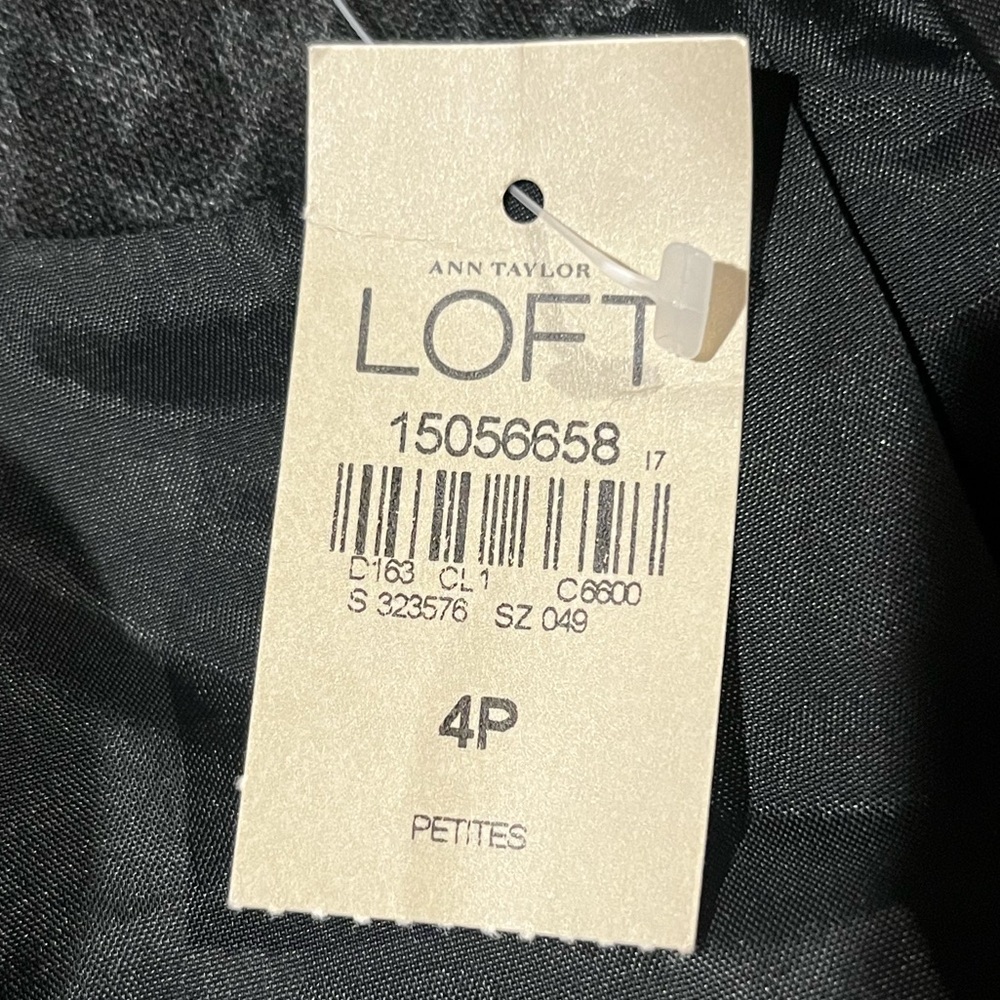 ANN TAYLOR
LOFT
15056658 17
D163 CL1 C6600
S 323576 SZ 049
4P
PETITES